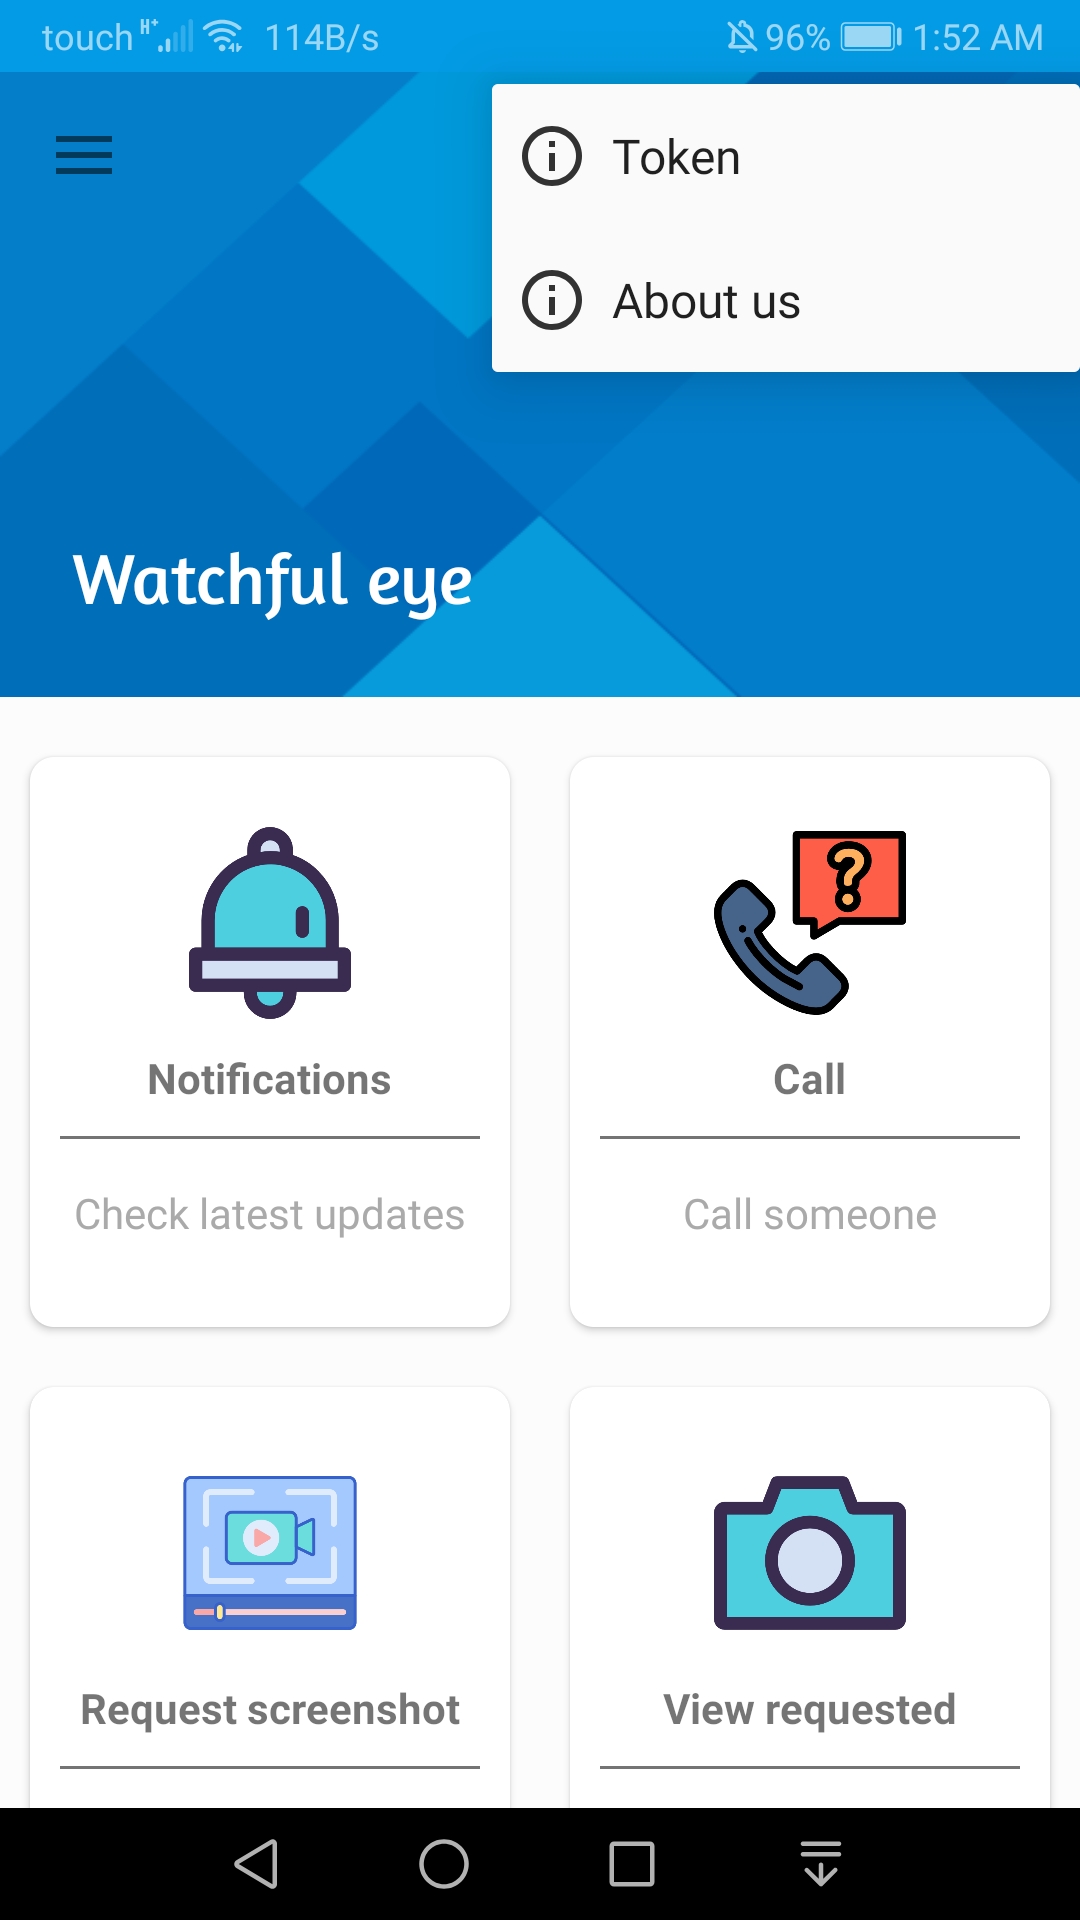 touch H+ 114B/s 96% 1:52 AM
Token
About us
Watchful eye
Notifications
Call
Check latest updates
Call someone
Request screenshot
View requested